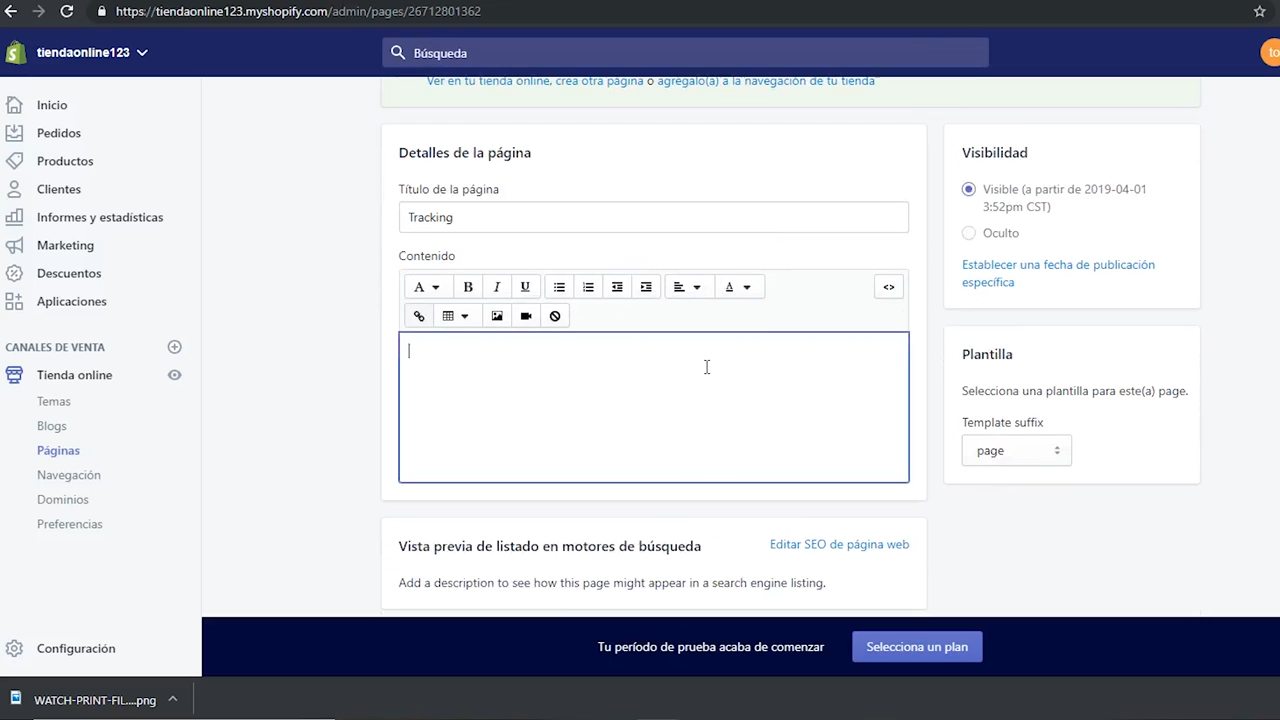 https://tiendaonline123.myshopify.com/admin/pages/26712801362
tiendaonline123
Búsqueda
to
Ver en tu tienda online, crea otra página o agrégalo(a) a la navegación de tu tienda
Inicio
Pedidos
Productos
Clientes
Informes y estadísticas
Marketing
Descuentos
Aplicaciones
CANALES DE VENTA
Tienda online
Temas
Blogs
Páginas
Navegación
Dominios
Preferencias
Configuración
Detalles de la página
Título de la página
Tracking
Contenido
A B I U A <>
Vista previa de listado en motores de búsqueda
Editar SEO de página web
Add a description to see how this page might appear in a search engine listing.
Visibilidad
Visible (a partir de 2019-04-01
3:52pm CST)
Oculto
Establecer una fecha de publicación
específica
Plantilla
Selecciona una plantilla para este(a) page.
Template suffix
page
Tu período de prueba acaba de comenzar
Selecciona un plan
WATCH-PRINT-FIL....png